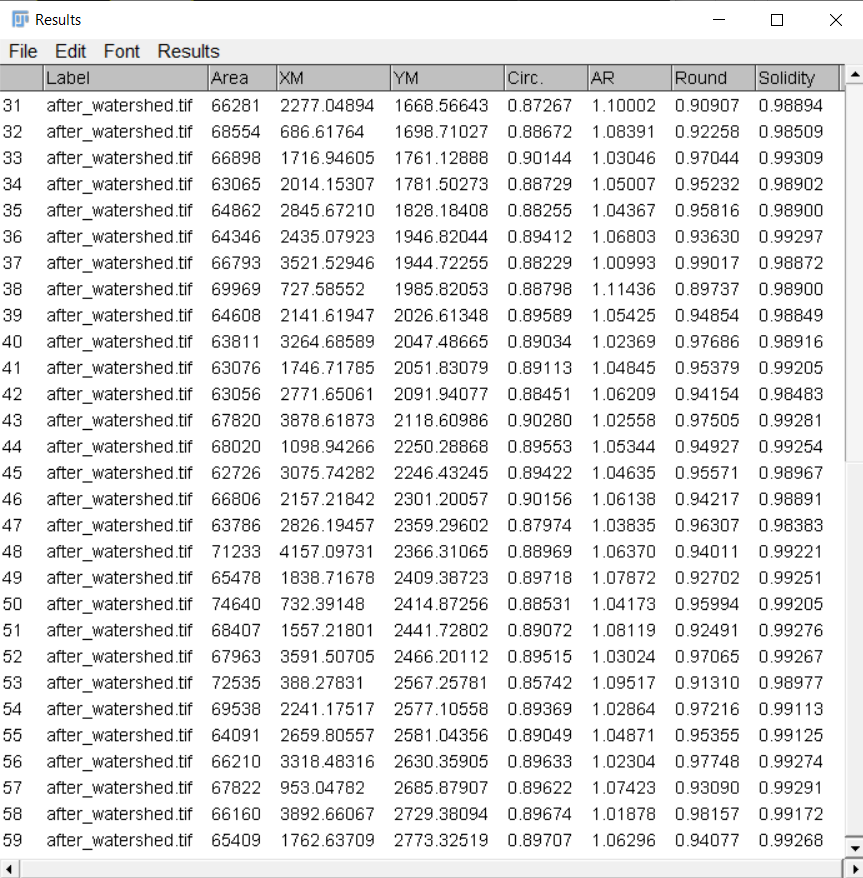 Results
File Edit Font Results
Label Area XM YM Circ. AR Round Solidity
31 after_watershed.tif 66281 2277.04894 1668.56643 0.87267 1.10002 0.90907 0.98894
32 after_watershed.tif 68554 686.61764 1698.71027 0.88672 1.08391 0.92258 0.98509
33 after_watershed.tif 66898 1716.94605 1761.12888 0.90144 1.03046 0.97044 0.99309
34 after_watershed.tif 63065 2014.15307 1781.50273 0.88729 1.05007 0.95232 0.98902
35 after_watershed.tif 64862 2845.67210 1828.18408 0.88255 1.04367 0.95816 0.98900
36 after_watershed.tif 64346 2435.07923 1946.82044 0.89412 1.06803 0.93630 0.99297
37 after_watershed.tif 66793 3521.52946 1944.72255 0.88229 1.00993 0.99017 0.98872
38 after_watershed.tif 69969 727.58552 1985.82053 0.88798 1.11436 0.89737 0.98900
39 after_watershed.tif 64608 2141.61947 2026.61348 0.89589 1.05425 0.94854 0.98849
40 after_watershed.tif 63811 3264.68589 2047.48665 0.89034 1.02369 0.97686 0.98916
41 after_watershed.tif 63076 1746.71785 2051.83079 0.89113 1.04845 0.95379 0.99205
42 after_watershed.tif 63056 2771.65061 2091.94077 0.88451 1.06209 0.94154 0.98483
43 after_watershed.tif 67820 3878.61873 2118.60986 0.90280 1.02558 0.97505 0.99281
44 after_watershed.tif 68020 1098.94266 2250.28868 0.89553 1.05344 0.94927 0.99254
45 after_watershed.tif 62726 3075.74282 2246.43245 0.89422 1.04635 0.95571 0.98967
46 after_watershed.tif 66806 2157.21842 2301.20057 0.90156 1.06138 0.94217 0.98891
47 after_watershed.tif 63786 2826.19457 2359.29602 0.87974 1.03835 0.96307 0.98383
48 after_watershed.tif 71233 4157.09731 2366.31065 0.88969 1.06370 0.94011 0.99221
49 after_watershed.tif 65478 1838.71678 2409.38723 0.89718 1.07872 0.92702 0.99251
50 after_watershed.tif 74640 732.39148 2414.87256 0.88531 1.04173 0.95994 0.99205
51 after_watershed.tif 68407 1557.21801 2441.72802 0.89072 1.08119 0.92491 0.99276
52 after_watershed.tif 67963 3591.50705 2466.20112 0.89515 1.03024 0.97065 0.99267
53 after_watershed.tif 72535 388.27831 2567.25781 0.85742 1.09517 0.91310 0.98977
54 after_watershed.tif 69538 2241.17517 2577.10558 0.89369 1.02864 0.97216 0.99113
55 after_watershed.tif 64091 2659.80557 2581.04356 0.89049 1.04871 0.95355 0.99125
56 after_watershed.tif 66210 3318.48316 2630.35905 0.89633 1.02304 0.97748 0.99274
57 after_watershed.tif 67822 953.04782 2685.87907 0.89622 1.07423 0.93090 0.99291
58 after_watershed.tif 66160 3892.66067 2729.38094 0.89674 1.01878 0.98157 0.99172
59 after_watershed.tif 65409 1762.63709 2773.32519 0.89707 1.06296 0.94077 0.99268